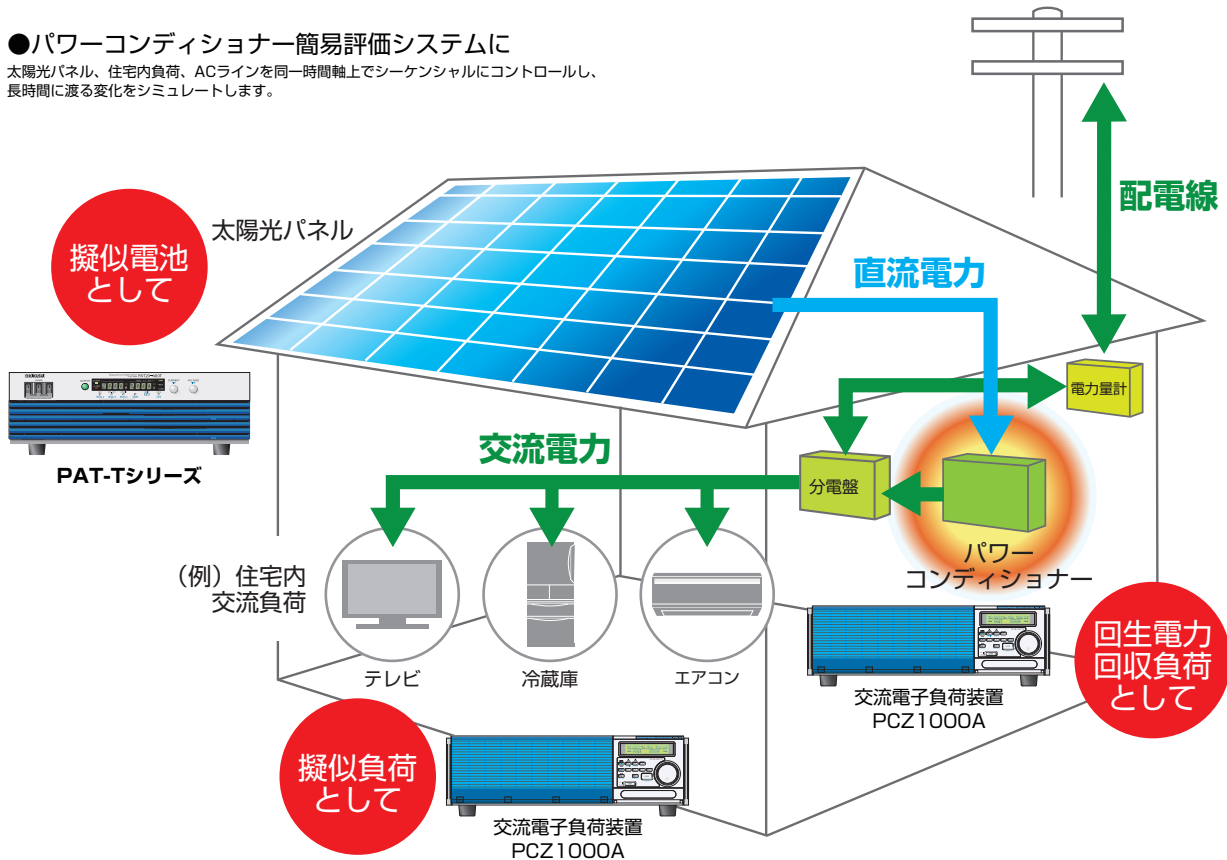 ●パワーコンディショナー簡易評価システムに
太陽光パネル、住宅内負荷、ACラインを同一時間軸上でシーケンシャルにコントロールし、
長時間に渡る変化をシミュレートします。
配電線
擬似電池
として
太陽光パネル
直流電力
電力量計
PAT-Tシリーズ
交流電力
分電盤
パワー
コンディショナー
（例）住宅内
交流負荷
テレビ
冷蔵庫
エアコン
回生電力
回収負荷
として
交流電子負荷装置
PCZ1000A
擬似負荷
として
交流電子負荷装置
PCZ1000A